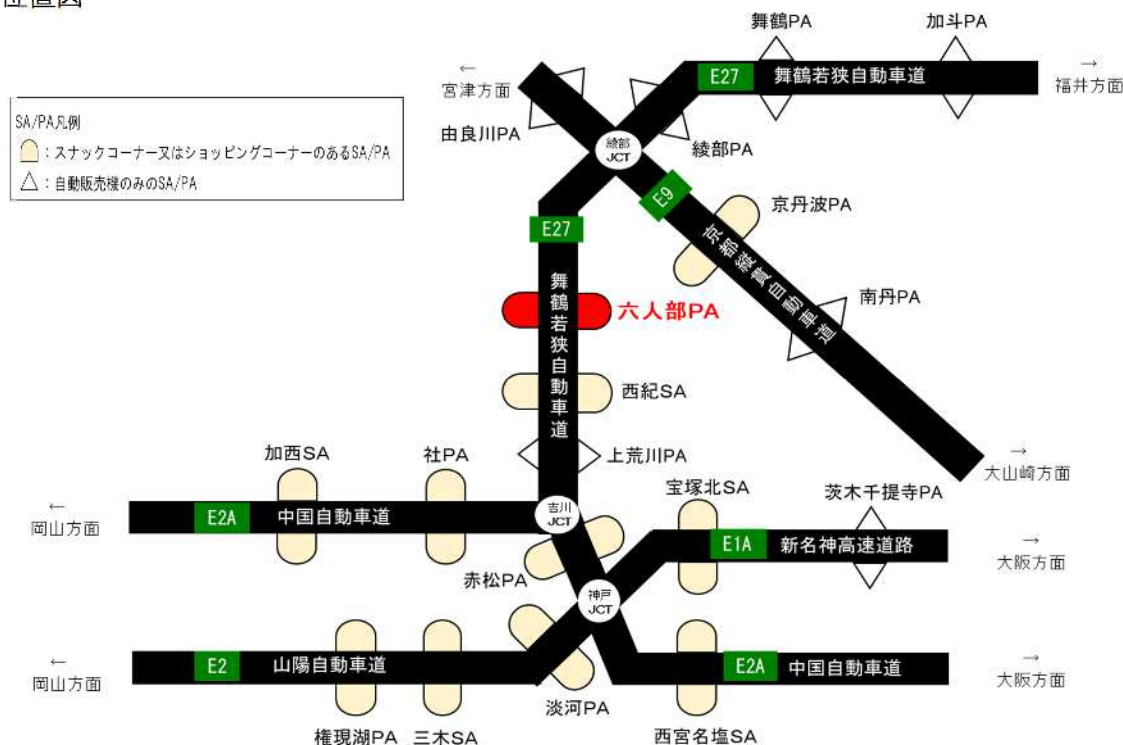 位置図
舞鶴PA
加斗PA
←
宮津方面
E27
舞鶴若狭自動車道
→
福井方面
SA/PA凡例
：スナックコーナー又はショッピングコーナーのあるSA/PA
：自動販売機のみのSA/PA
由良川PA
綾部
JCT
綾部PA
E9
京丹波PA
E27
京都縦貫自動車道
舞鶴若狭自動車道
南丹PA
六人部PA
西紀SA
上荒川PA
→
大山崎方面
加西SA
社PA
宝塚北SA
茨木千提寺PA
←
岡山方面
E2A
中国自動車道
吉川
JCT
E1A
新名神高速道路
→
大阪方面
赤松PA
神戸
JCT
←
岡山方面
E2
山陽自動車道
E2A
中国自動車道
→
大阪方面
淡河PA
権現湖PA
三木SA
西宮名塩SA